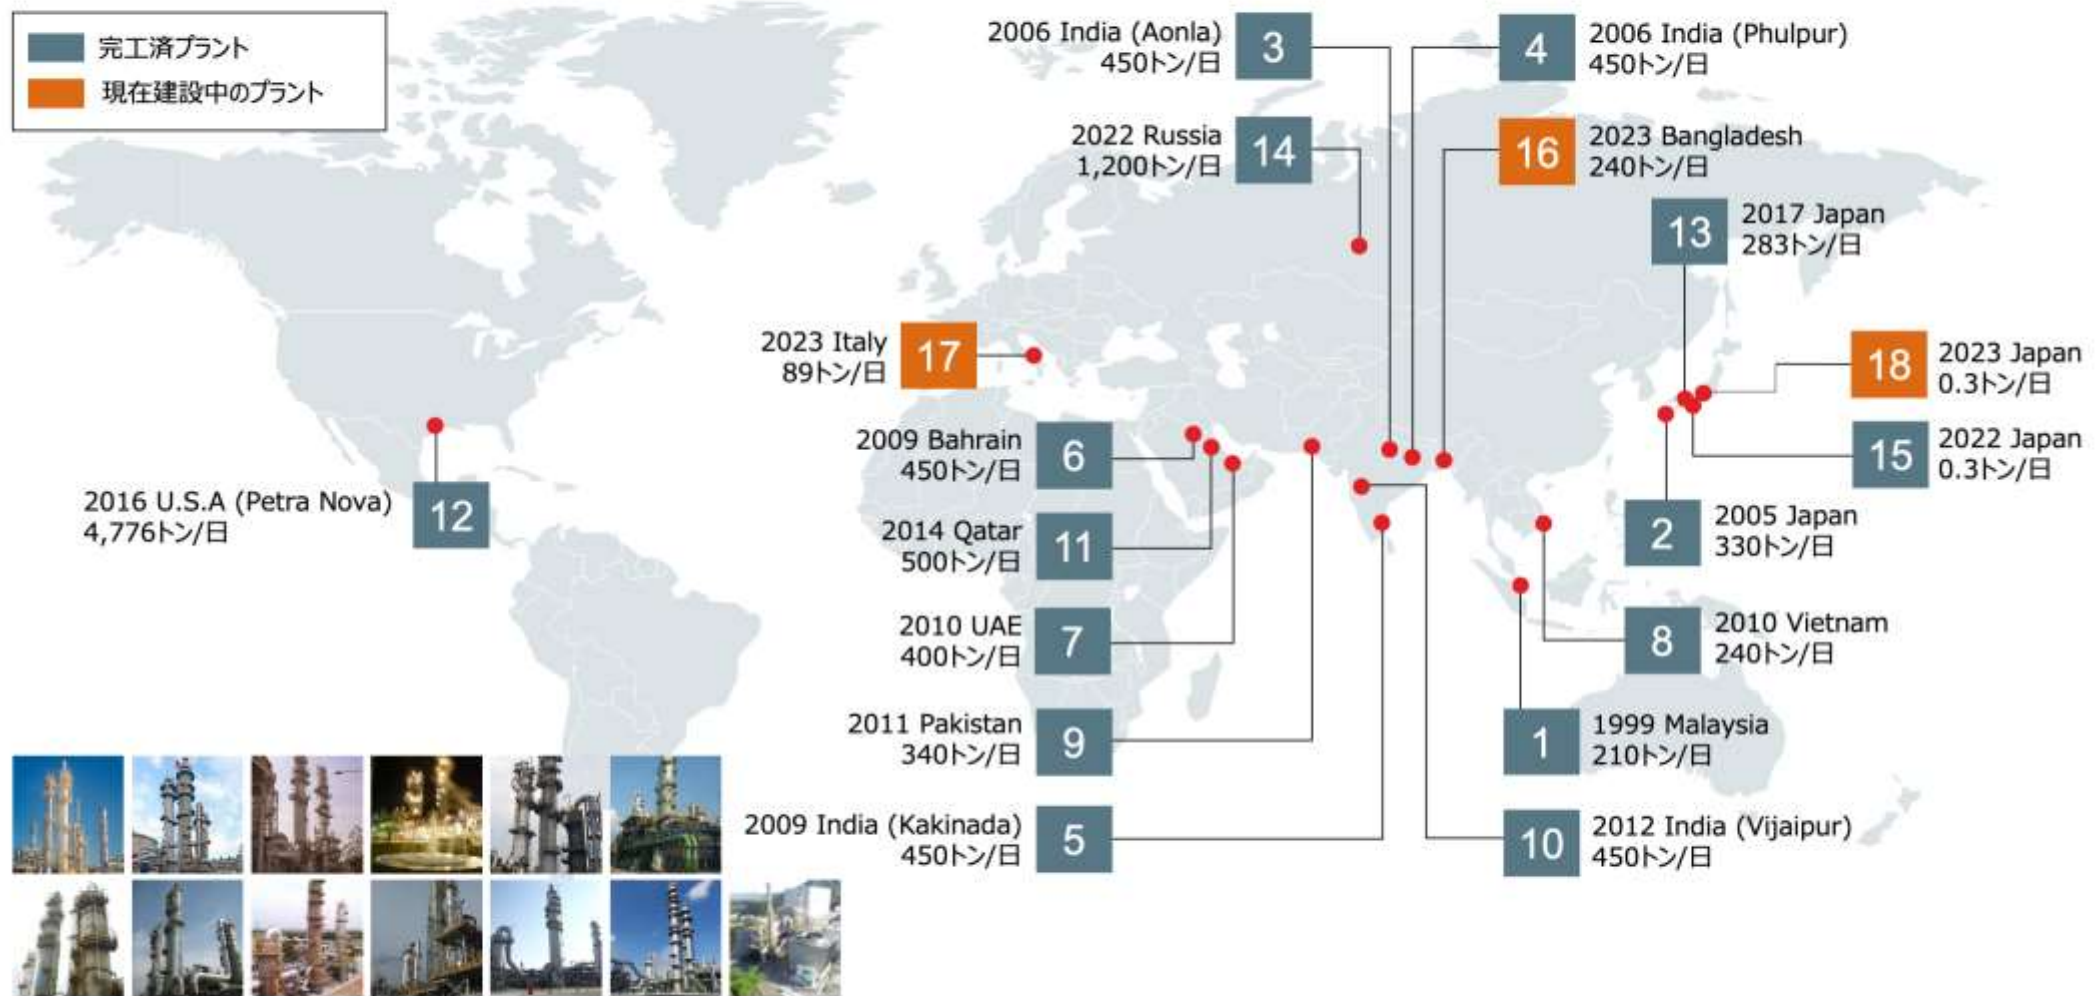 完工済プラント
現在建設中のプラント
2006 India (Aonla)
450トン/日
3
4
2006 India (Phulpur)
450トン/日
2022 Russia
1,200トン/日
14
16
2023 Bangladesh
240トン/日
13
2017 Japan
283トン/日
2023 Italy
89トン/日
17
18
2023 Japan
0.3トン/日
2009 Bahrain
450トン/日
6
15
2022 Japan
0.3トン/日
2016 U.S.A (Petra Nova)
4,776トン/日
12
2014 Qatar
500トン/日
11
2
2005 Japan
330トン/日
2010 UAE
400トン/日
7
8
2010 Vietnam
240トン/日
2011 Pakistan
340トン/日
9
1
1999 Malaysia
210トン/日
2009 India (Kakinada)
450トン/日
5
10
2012 India (Vijaipur)
450トン/日